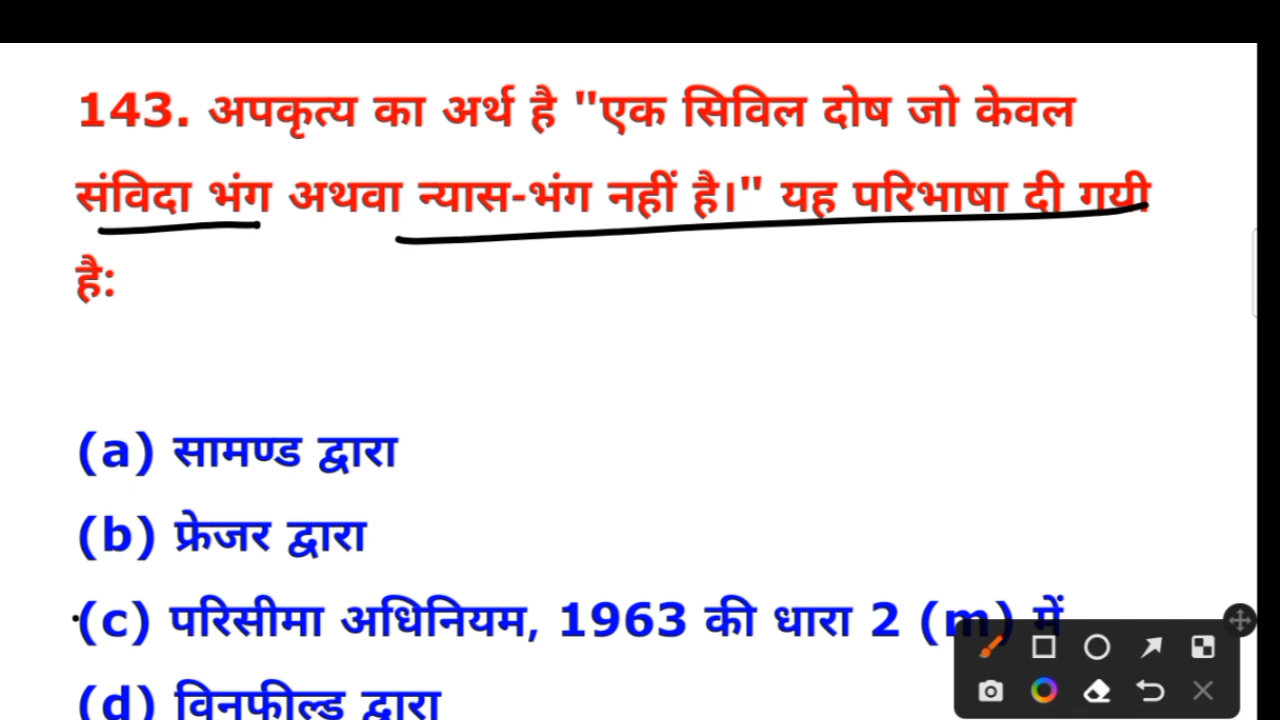 143. अपकृत्य का अर्थ है "एक सिविल दोष जो केवल
संविदा भंग अथवा न्यास-भंग नहीं है।" यह परिभाषा दी गयी
है:
(a) सामण्ड द्वारा
(b) फ्रेजर द्वारा
(c) परिसीमा अधिनियम, 1963 की धारा 2 (m) में
(d) विनफील्ड द्वारा